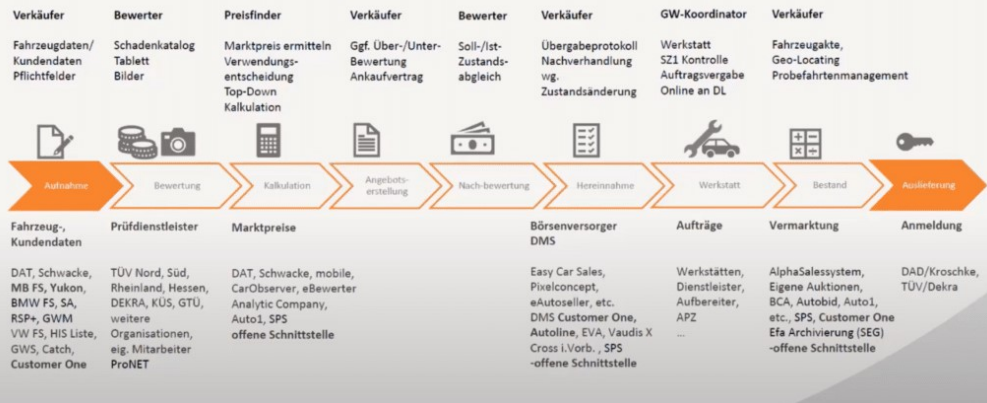 Verkäufer
Fahrzeugdaten/
Kundendaten
Pflichtfelder
Bewerter
Schadenkatalog
Tablett
Bilder
Preisfinder
Marktpreis ermitteln
Verwendungs-
entscheidung
Top-Down
Kalkulation
Verkäufer
Ggf. Über-/Unter-
Bewertung
Ankaufvertrag
Bewerter
Soll-/Ist-
Zustands-
abgleich
Verkäufer
Übergabeprotokoll
Nachverhandlung
wg.
Zustandsänderung
GW-Koordinator
Werkstatt
SZ1 Kontrolle
Auftragsvergabe
Online an DL
Verkäufer
Fahrzeugakte,
Geo-Locating
Probefahrtenmanagement
Aufnahme
Bewertung
Kalkulation
Angebots-
erstellung
Nach-bewertung
Hereinnahme
Werkstatt
Bestand
Auslieferung
Fahrzeug-,
Kundendaten
DAT, Schwacke,
MB FS, Yukon,
BMW FS, SA,
RSP+, GWM
VW FS, HIS Liste,
GWS, Catch,
Customer One
Prüfdienstleister
TÜV Nord, Süd,
Rheinland, Hessen,
DEKRA, KÜS, GTÜ,
weitere
Organisationen,
eig. Mitarbeiter
ProNET
Marktpreise
DAT, Schwacke, mobile,
CarObserver, eBewerter
Analytic Company,
Auto1, SPS
offene Schnittstelle
Börsenversorger
DMS
Easy Car Sales,
Pixelconcept,
eAutoseller, etc.
DMS Customer One,
Autoline, EVA, Vaudis X
Cross i.Vorb. , SPS
-offene Schnittstelle
Aufträge
Werkstätten,
Dienstleister,
Aufbereiter,
APZ
...
Vermarktung
AlphaSalessystem,
Eigene Auktionen,
BCA, Autobid, Auto1,
etc., SPS, Customer One
Efa Archivierung (SEG)
-offene Schnittstelle
Anmeldung
DAD/Kroschke,
TÜV/Dekra